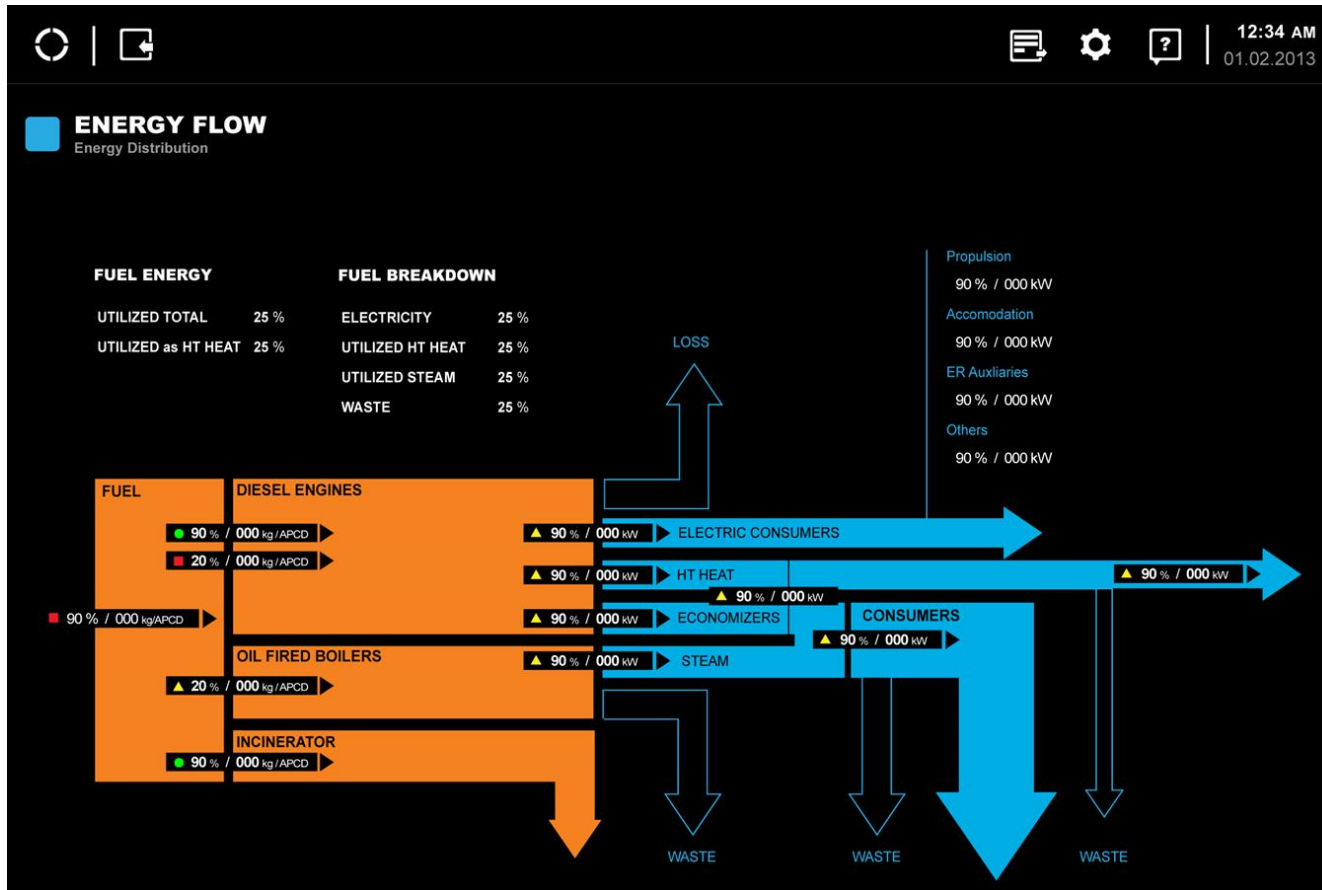 12:34 AM
01.02.2013
?
ENERGY FLOW
Energy Distribution
FUEL ENERGY
UTILIZED TOTAL 25 %
UTILIZED as HT HEAT 25 %
FUEL BREAKDOWN
ELECTRICITY 25 %
UTILIZED HT HEAT 25 %
UTILIZED STEAM 25 %
WASTE 25 %
Propulsion
90 % / 000 kW
Accomodation
90 % / 000 kW
ER Auxliaries
90 % / 000 kW
Others
90 % / 000 kW
LOSS
FUEL
90 % / 000 kg/APCD
DIESEL ENGINES
90 % / 000 kg/APCD
20 % / 000 kg/APCD
OIL FIRED BOILERS
20 % / 000 kg/APCD
INCINERATOR
90 % / 000 kg/APCD
90 % / 000 kW ELECTRIC CONSUMERS
90 % / 000 kW HT HEAT
90 % / 000 kW
90 % / 000 kW
90 % / 000 kW ECONOMIZERS
90 % / 000 kW STEAM
CONSUMERS
90 % / 000 kW
WASTE
WASTE
WASTE